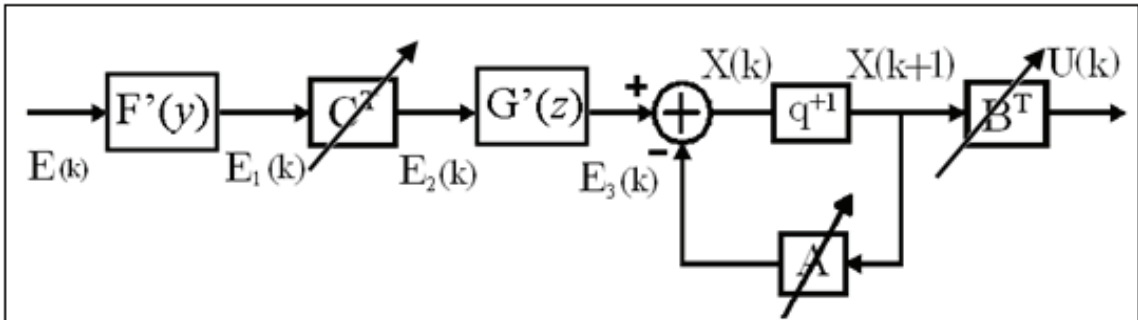 X(k) X(k+1) U(k)
F'(y) C^T G'(z) + q^{+1} B^T
−
E(k) E₁(k) E₂(k) E₃(k)
A